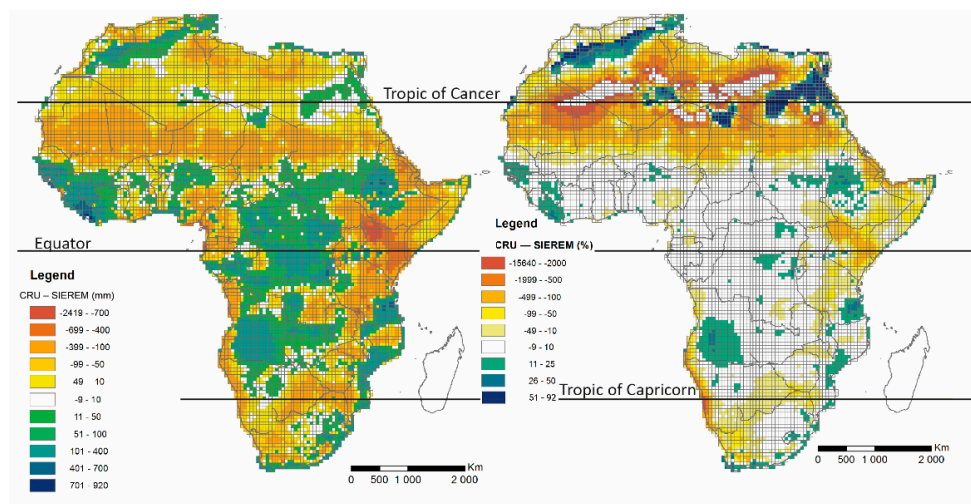 Tropic of Cancer
Equator
Legend
CRU – SIEREM (mm)
-2419 - -700
-699 - -400
-399 - -100
-99 - -50
49 10
-9 - 10
11 - 50
51 - 100
101 - 400
401 - 700
701 - 920
Km
0 500 1 000 2 000
Legend
CRU — SIEREM (%)
-15640 - -2000
-1999 - -500
-499 - -100
-99 - -50
-49 - -10
-9 - 10
11 - 25
26 - 50
51 - 92
Tropic of Capricorn
Km
0 500 1 000 2 000